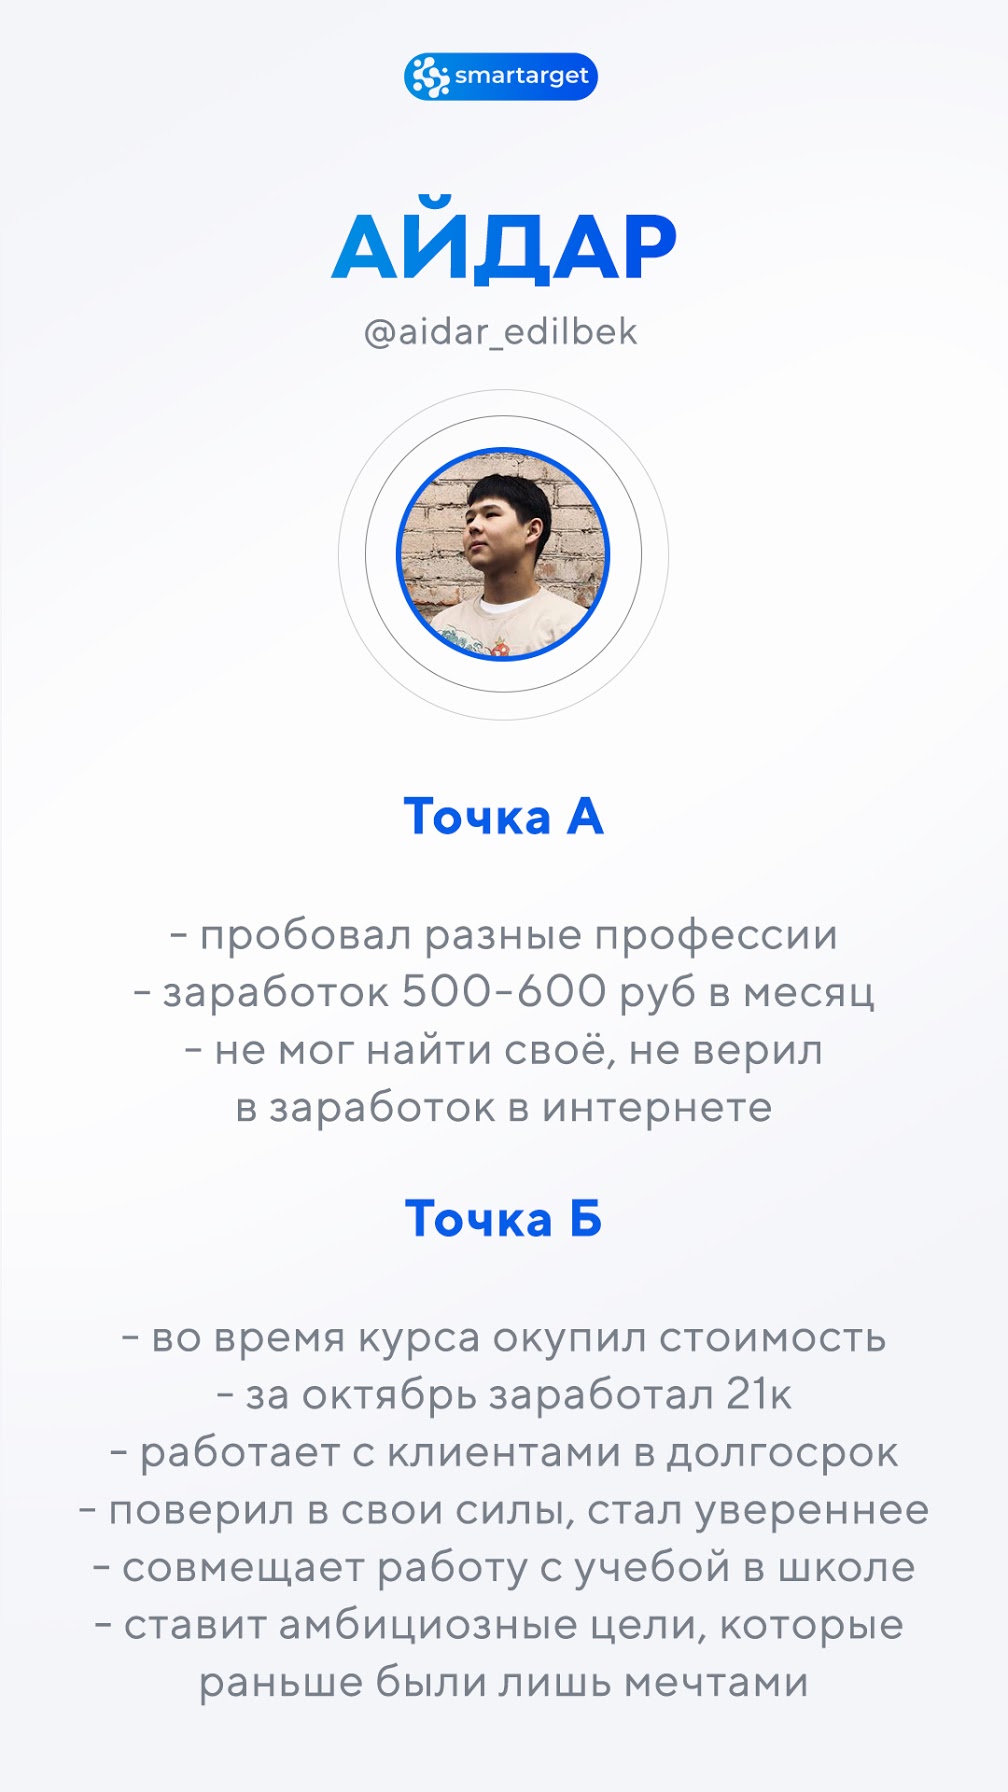 smartarget
АЙДАР
@aidar_edilbek
Точка А
- пробовал разные профессии
- заработок 500-600 руб в месяц
- не мог найти своё, не верил
в заработок в интернете
Точка Б
- во время курса окупил стоимость
- за октябрь заработал 21к
- работает с клиентами в долгосрок
- поверил в свои силы, стал увереннее
- совмещает работу с учебой в школе
- ставит амбициозные цели, которые
раньше были лишь мечтами